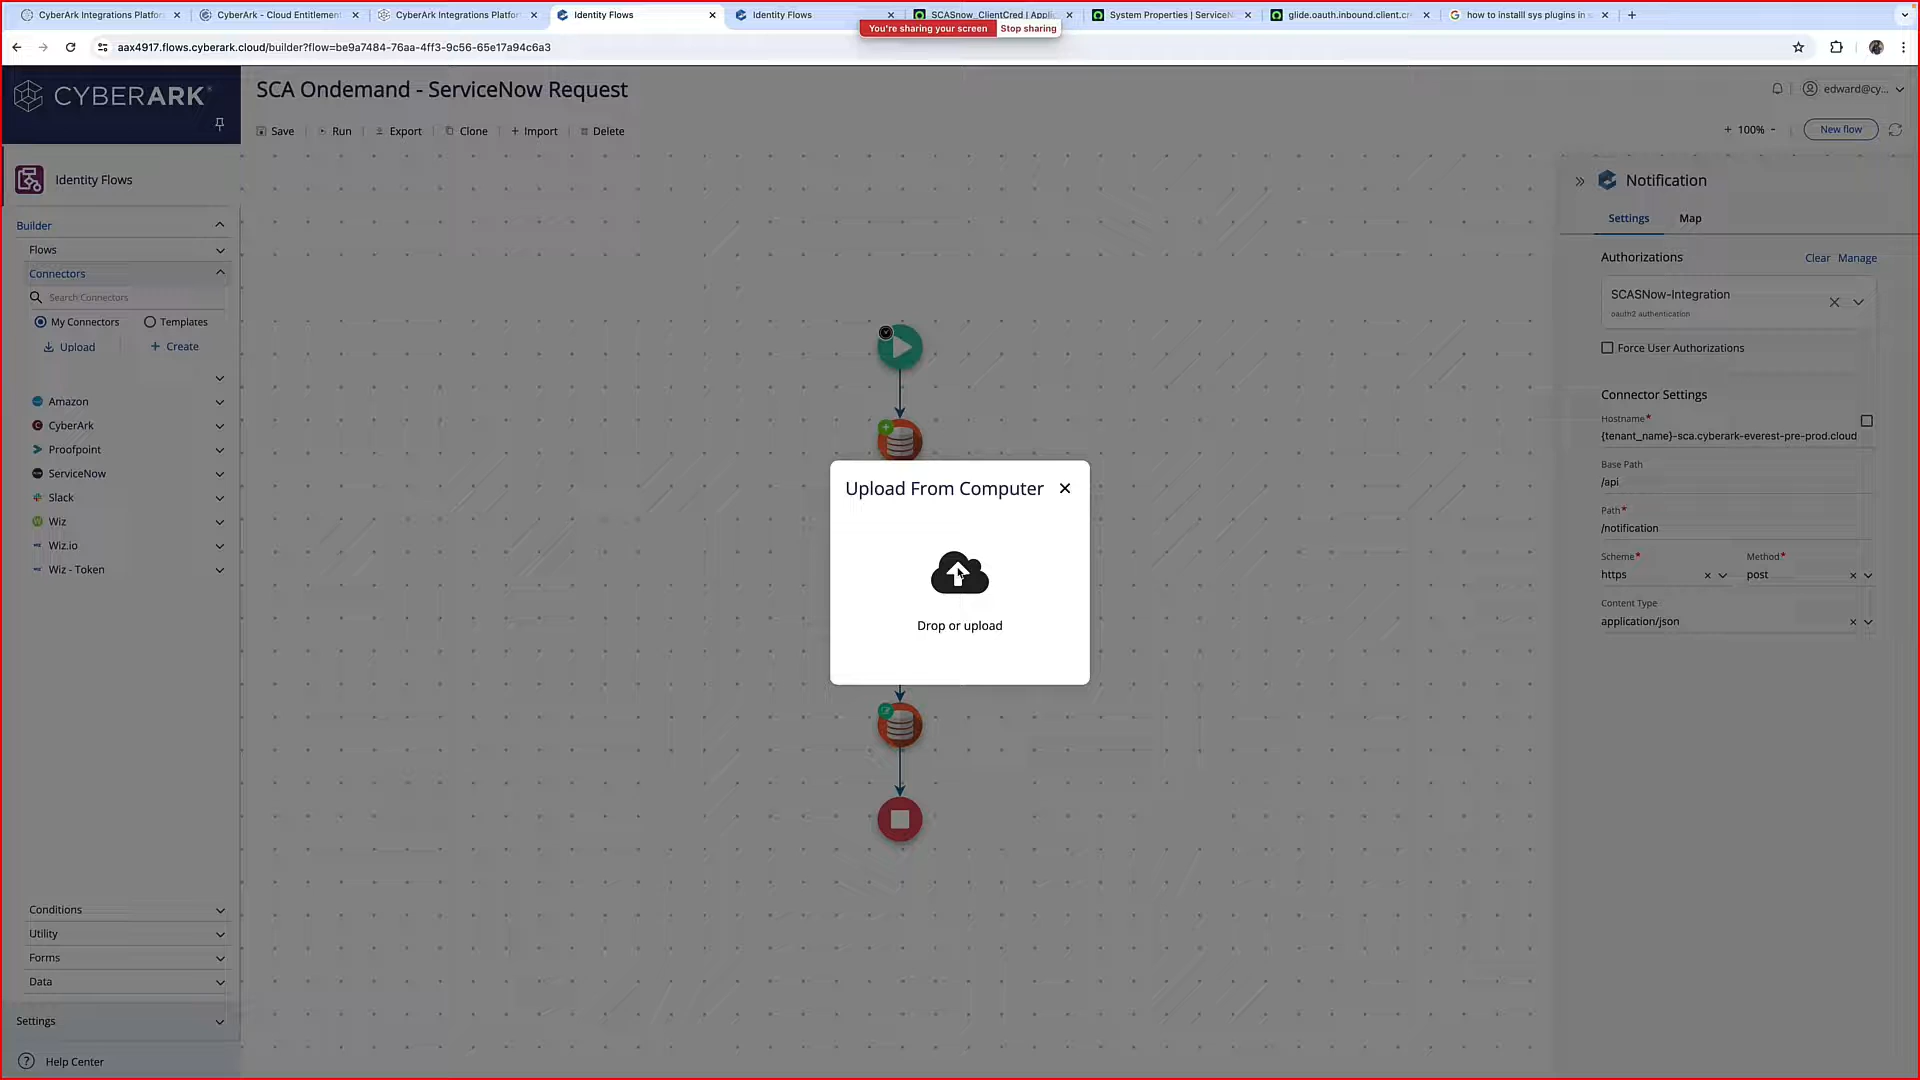 CyberArk Integrations Platfor
CyberArk - Cloud Entitlement
CyberArk Integrations Platfor
Identity Flows
Identity Flows
SCASnow_ClientCred | Applic
System Properties | ServiceN
glide.oauth.inbound.client.cr
how to installl sys plugins in s
You're sharing your screen
Stop sharing
aax4917.flows.cyberark.cloud/builder?flow=be9a7484-76aa-4ff3-9c56-65e17a94c6a3
CYBERARK
SCA Ondemand - ServiceNow Request
edward@cy...
Save
Run
Export
Clone
+ Import
Delete
+ 100% -
New flow
Identity Flows
Builder
Flows
Connectors
Search Connectors
My Connectors
Templates
Upload
+ Create
Amazon
CyberArk
Proofpoint
ServiceNow
Slack
Wiz
Wiz.io
Wiz - Token
Conditions
Utility
Forms
Data
Settings
? Help Center
Upload From Computer
Drop or upload
Notification
Settings
Map
Authorizations
Clear
Manage
SCASNow-Integration
oauth2 authentication
Force User Authorizations
Connector Settings
Hostname*
{tenant_name}-sca.cyberark-everest-pre-prod.cloud
Base Path
/api
Path*
/notification
Scheme*
Method*
https
post
Content Type
application/json